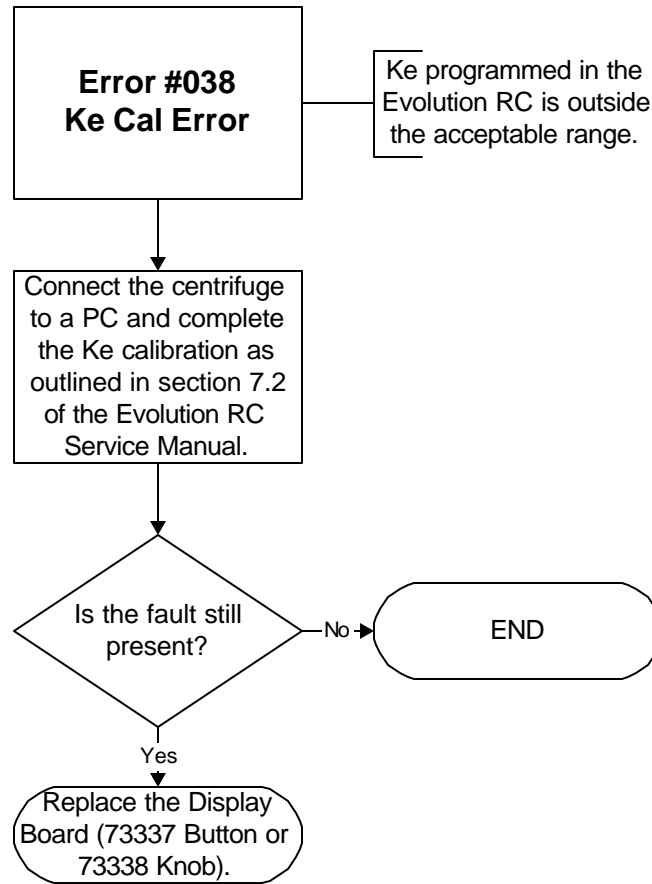 Error #038
Ke Cal Error
Ke programmed in the
Evolution RC is outside
the acceptable range.
Connect the centrifuge
to a PC and complete
the Ke calibration as
outlined in section 7.2
of the Evolution RC
Service Manual.
Is the fault still
present?
No
END
Yes
Replace the Display
Board (73337 Button or
73338 Knob).